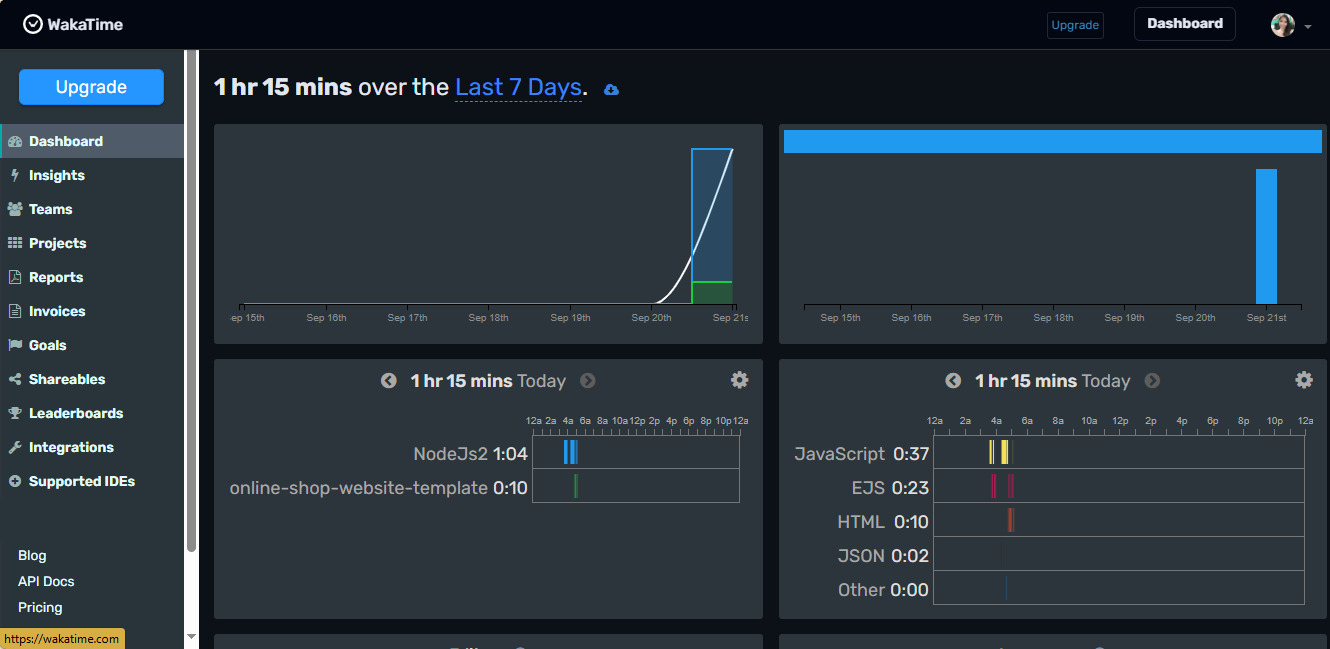 WakaTime
Upgrade
Dashboard
Upgrade
Dashboard
Insights
Teams
Projects
Reports
Invoices
Goals
Shareables
Leaderboards
Integrations
Supported IDEs
Blog
API Docs
Pricing
https://wakatime.com
1 hr 15 mins over the Last 7 Days.
ep 15th Sep 16th Sep 17th Sep 18th Sep 19th Sep 20th Sep 21s
Sep 15th Sep 16th Sep 17th Sep 18th Sep 19th Sep 20th Sep 21st
1 hr 15 mins Today
12a 2a 4a 6a 8a 10a 12p 2p 4p 6p 8p 10p 12a
NodeJs2 1:04
online-shop-website-template 0:10
1 hr 15 mins Today
12a 2a 4a 6a 8a 10a 12p 2p 4p 6p 8p 10p 12a
JavaScript 0:37
EJS 0:23
HTML 0:10
JSON 0:02
Other 0:00